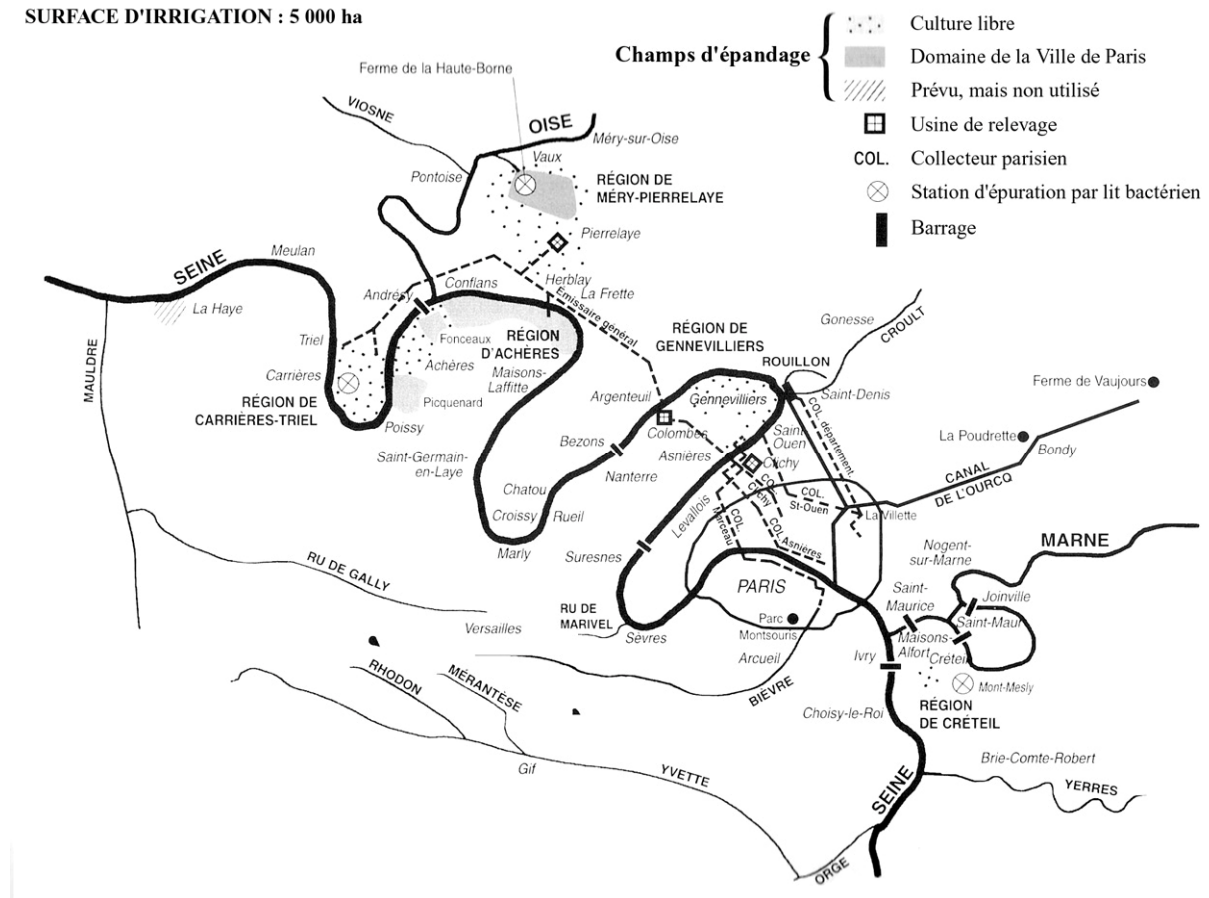 SURFACE D'IRRIGATION : 5 000 ha
Champs d'épandage
Culture libre
Domaine de la Ville de Paris
Prévu, mais non utilisé
Usine de relevage
COL.
Collecteur parisien
Station d'épuration par lit bactérien
Barrage
Ferme de la Haute-Borne
VIOSNE
OISE
Méry-sur-Oise
Vaux
Pontoise
RÉGION DE
MÉRY-PIERRELAYE
Pierrelaye
Meulan
SEINE
La Haye
Andrésy
Conflans
Herblay
La Frette
Émissaire général
MAULDRE
Triel
Fonceaux
RÉGION
D'ACHÈRES
Achères
Carrières
Maisons-
Laffitte
RÉGION DE
CARRIÈRES-TRIEL
Picquenard
Poissy
RÉGION DE
GENNEVILLIERS
Gonesse
CROULT
ROUILLON
Saint-Denis
Ferme de Vaujours
Argenteuil
Gennevilliers
COL. département.
La Poudrette
Bondy
Bezons
Colombes
Saint-
Ouen
Asnières
Clichy
Saint-Germain-
en-Laye
Nanterre
CANAL
DE L'OURCQ
Chatou
Croissy
Rueil
Marly
Levallois
COL.
Clichy
COL.
St-Ouen
La Villette
COL.
Marceau
COL. Asnières
Suresnes
MARNE
Nogent-
sur-Marne
RU DE GALLY
PARIS
Saint-
Maurice
Joinville
RU DE
MARIVEL
Parc
Montsouris
Saint-Maur
Versailles
Sèvres
Maisons-
Alfort
Créteil
Arcueil
Ivry
Mont-Mesly
RHODON
MÉRANTÈSE
BIÈVRE
Choisy-le-Roi
RÉGION
DE CRÉTEIL
Gif
YVETTE
SEINE
Brie-Comte-Robert
YERRES
ORGE